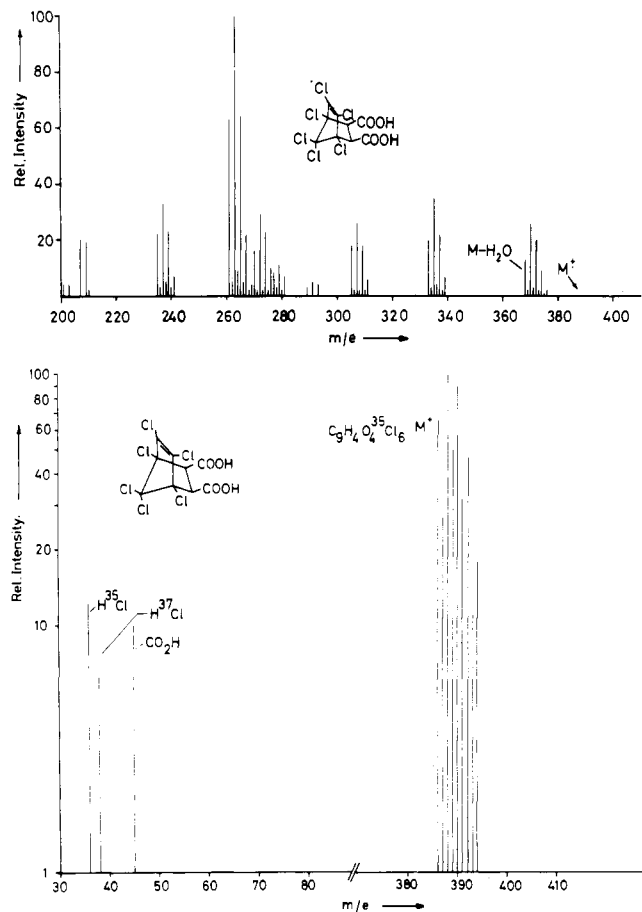 Rel. Intensity
100
80
60
40
20
Cl
Cl
Cl
COOH
COOH
Cl
Cl
Cl
M-H₂O
M⁺
200
220
240
260
280
300
320
340
360
380
400
m/e
Rel. Intensity.
100
80
60
40
20
10
1
Cl
Cl
COOH
Cl
COOH
Cl
Cl
Cl
C₉H₄O₄³⁵Cl₆ M⁺
H³⁵Cl
H³⁷Cl
CO₂H
30
40
50
60
70
80
380
390
400
410
m/e